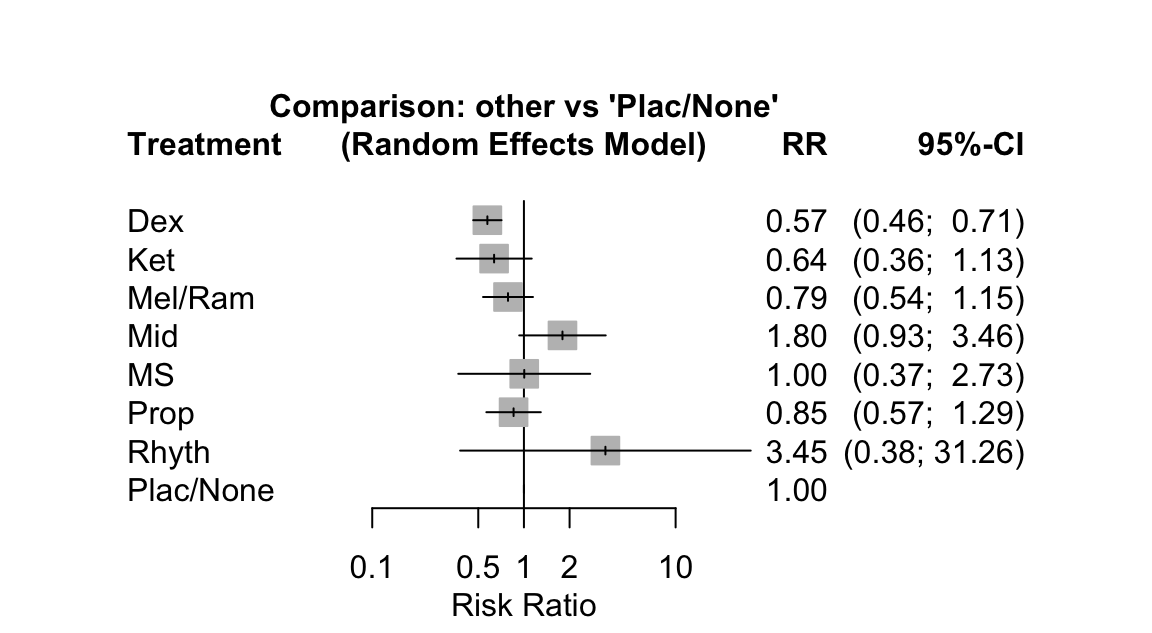 Comparison: other vs 'Plac/None'
Treatment (Random Effects Model) RR 95%-CI
Dex 0.57 (0.46; 0.71)
Ket 0.64 (0.36; 1.13)
Mel/Ram 0.79 (0.54; 1.15)
Mid 1.80 (0.93; 3.46)
MS 1.00 (0.37; 2.73)
Prop 0.85 (0.57; 1.29)
Rhyth 3.45 (0.38; 31.26)
Plac/None 1.00
0.1 0.5 1 2 10
Risk Ratio